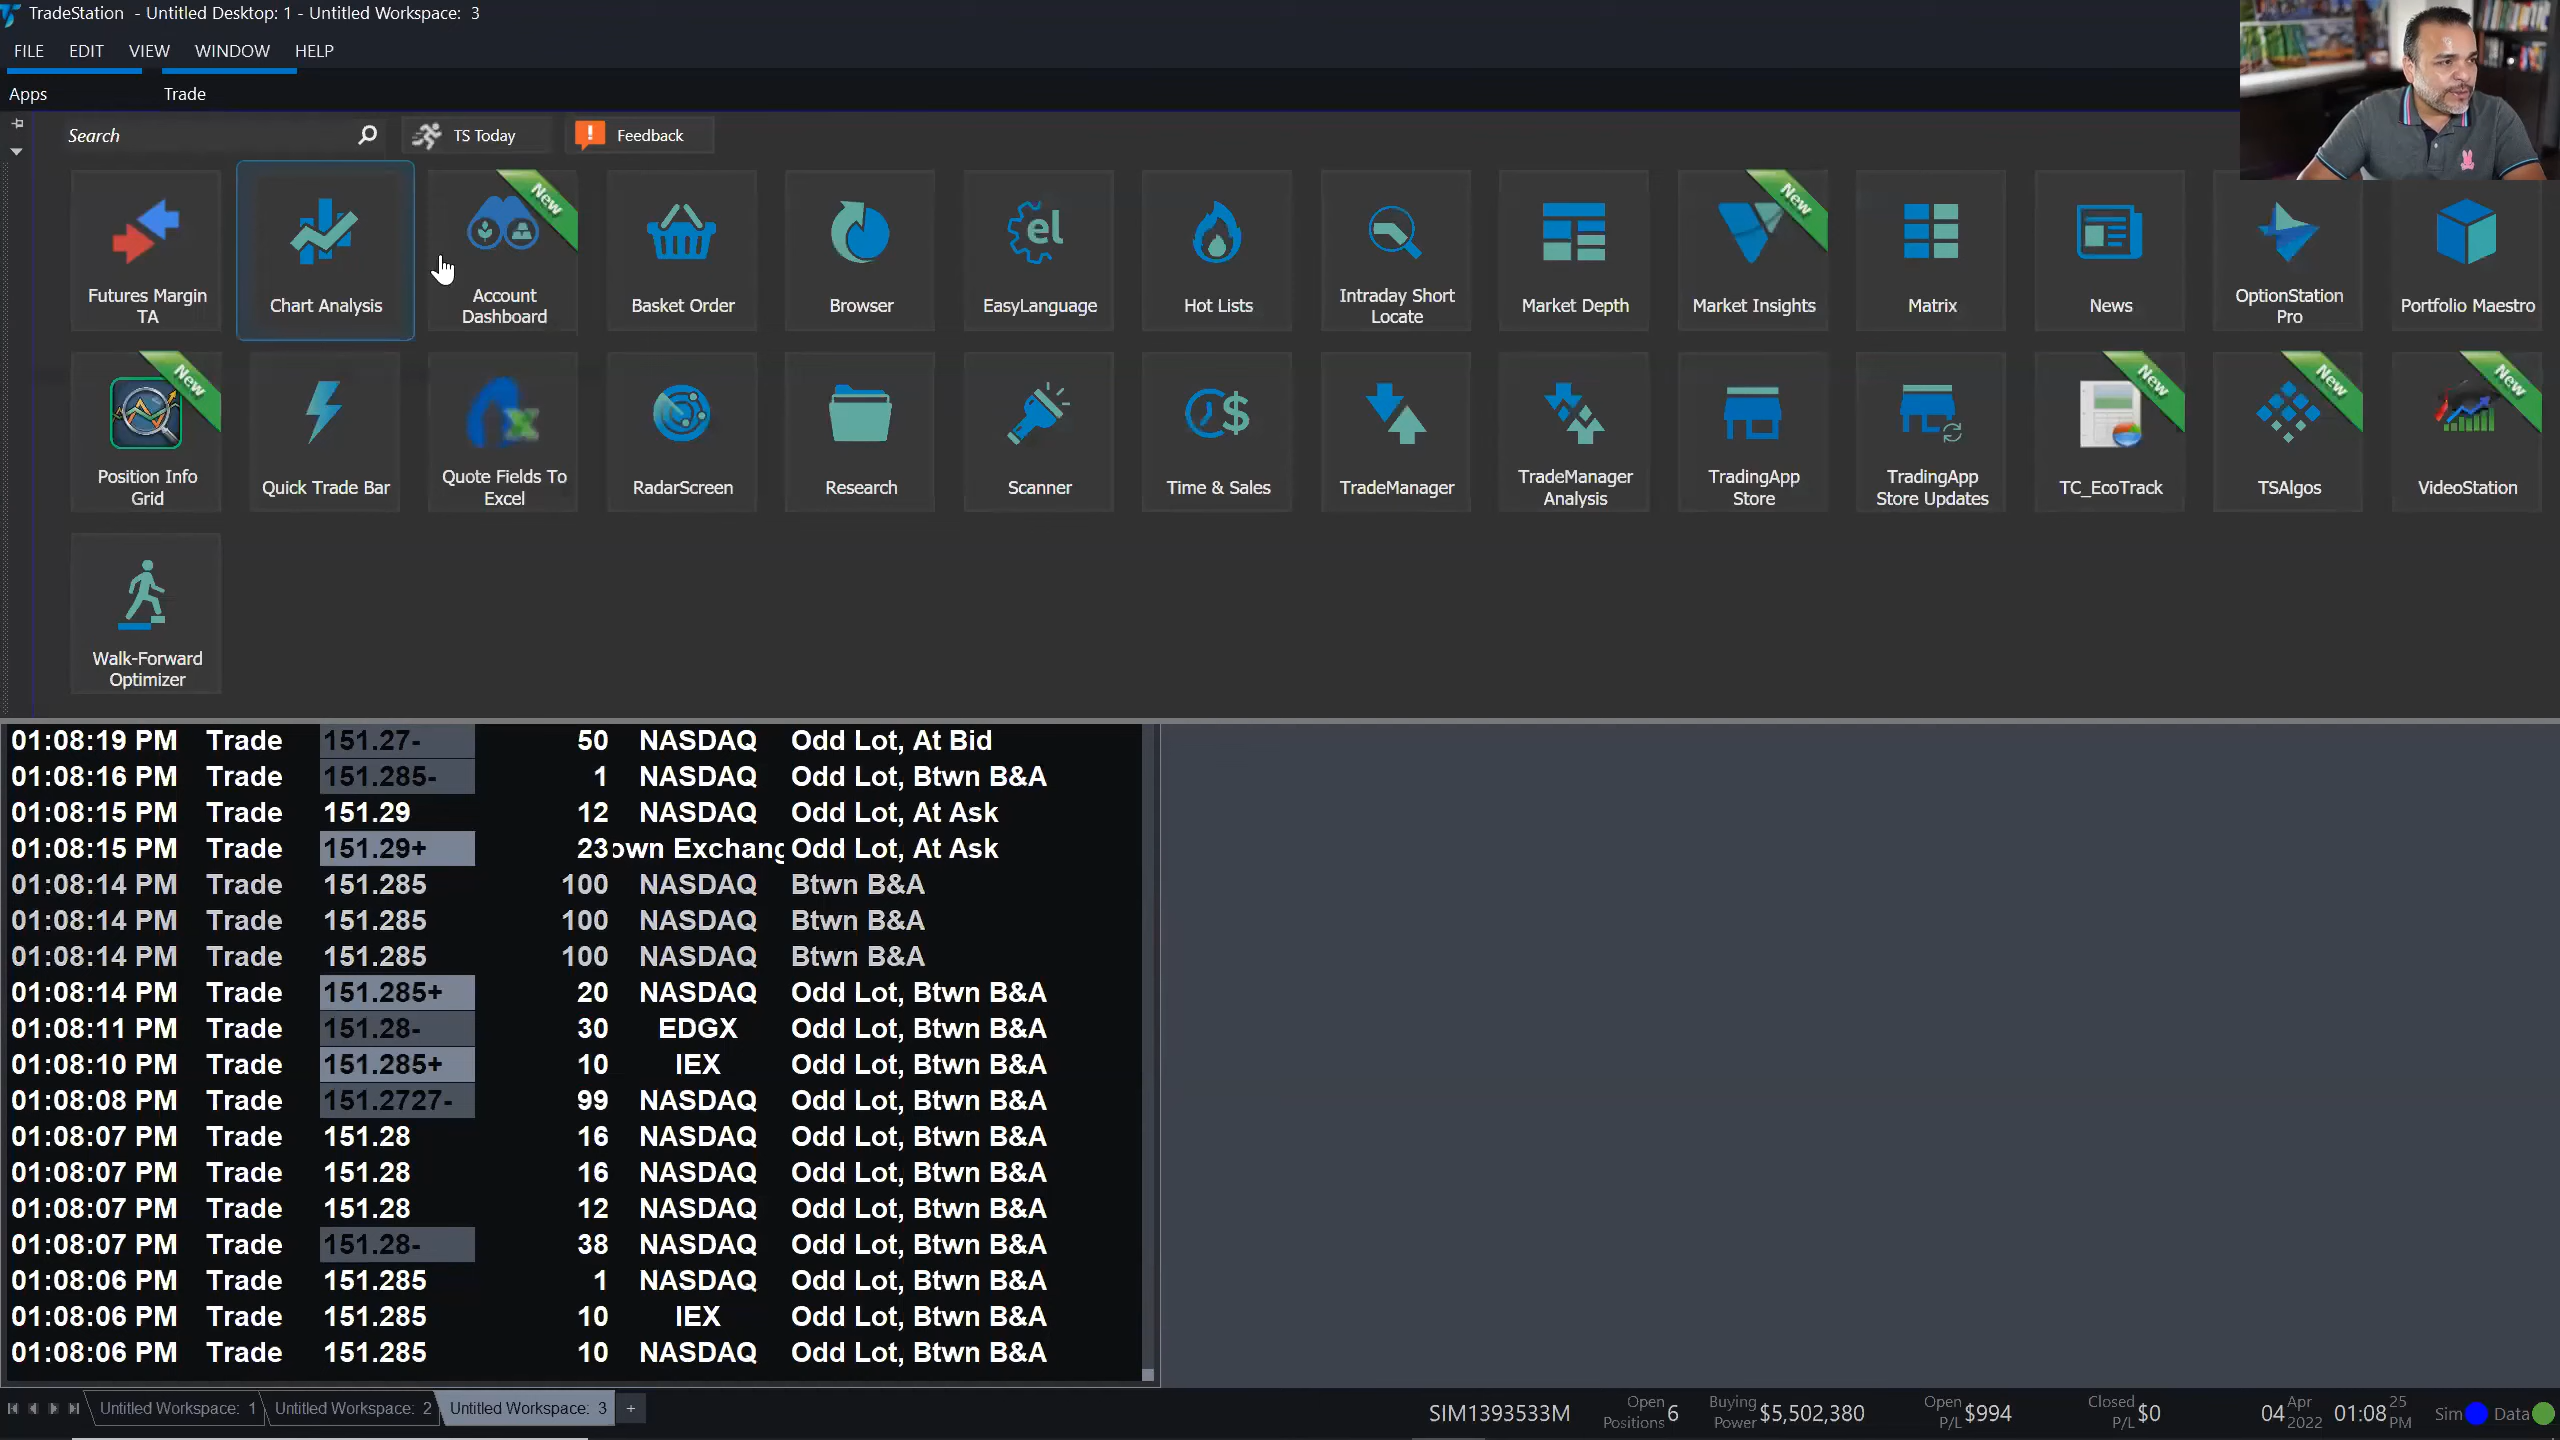 TradeStation - Untitled Desktop: 1 - Untitled Workspace: 3
FILE EDIT VIEW WINDOW HELP
Apps Trade
Search TS Today Feedback
Futures Margin TA
Chart Analysis
New Account Dashboard
Basket Order
Browser
el EasyLanguage
Hot Lists
Intraday Short Locate
Market Depth
New Market Insights
Matrix
News
OptionStation Pro
Portfolio Maestro
New Position Info Grid
Quick Trade Bar
Quote Fields To Excel
RadarScreen
Research
Scanner
Time & Sales
TradeManager
TradeManager Analysis
TradingApp Store
TradingApp Store Updates
New TC_EcoTrack
New TSAlgos
New VideoStation
Walk-Forward Optimizer
01:08:19 PM Trade 151.27- 50 NASDAQ Odd Lot, At Bid
01:08:16 PM Trade 151.285- 1 NASDAQ Odd Lot, Btwn B&A
01:08:15 PM Trade 151.29 12 NASDAQ Odd Lot, At Ask
01:08:15 PM Trade 151.29+ 23 own Exchang Odd Lot, At Ask
01:08:14 PM Trade 151.285 100 NASDAQ Btwn B&A
01:08:14 PM Trade 151.285 100 NASDAQ Btwn B&A
01:08:14 PM Trade 151.285 100 NASDAQ Btwn B&A
01:08:14 PM Trade 151.285+ 20 NASDAQ Odd Lot, Btwn B&A
01:08:11 PM Trade 151.28- 30 EDGX Odd Lot, Btwn B&A
01:08:10 PM Trade 151.285+ 10 IEX Odd Lot, Btwn B&A
01:08:08 PM Trade 151.2727- 99 NASDAQ Odd Lot, Btwn B&A
01:08:07 PM Trade 151.28 16 NASDAQ Odd Lot, Btwn B&A
01:08:07 PM Trade 151.28 16 NASDAQ Odd Lot, Btwn B&A
01:08:07 PM Trade 151.28 12 NASDAQ Odd Lot, Btwn B&A
01:08:07 PM Trade 151.28- 38 NASDAQ Odd Lot, Btwn B&A
01:08:06 PM Trade 151.285 1 NASDAQ Odd Lot, Btwn B&A
01:08:06 PM Trade 151.285 10 IEX Odd Lot, Btwn B&A
01:08:06 PM Trade 151.285 10 NASDAQ Odd Lot, Btwn B&A
Untitled Workspace: 1 Untitled Workspace: 2 Untitled Workspace: 3 +
SIM1393533M Open Positions 6 Buying Power $5,502,380 Open P/L $994 Closed P/L $0 04 Apr 2022 01:08 25 PM Sim Data